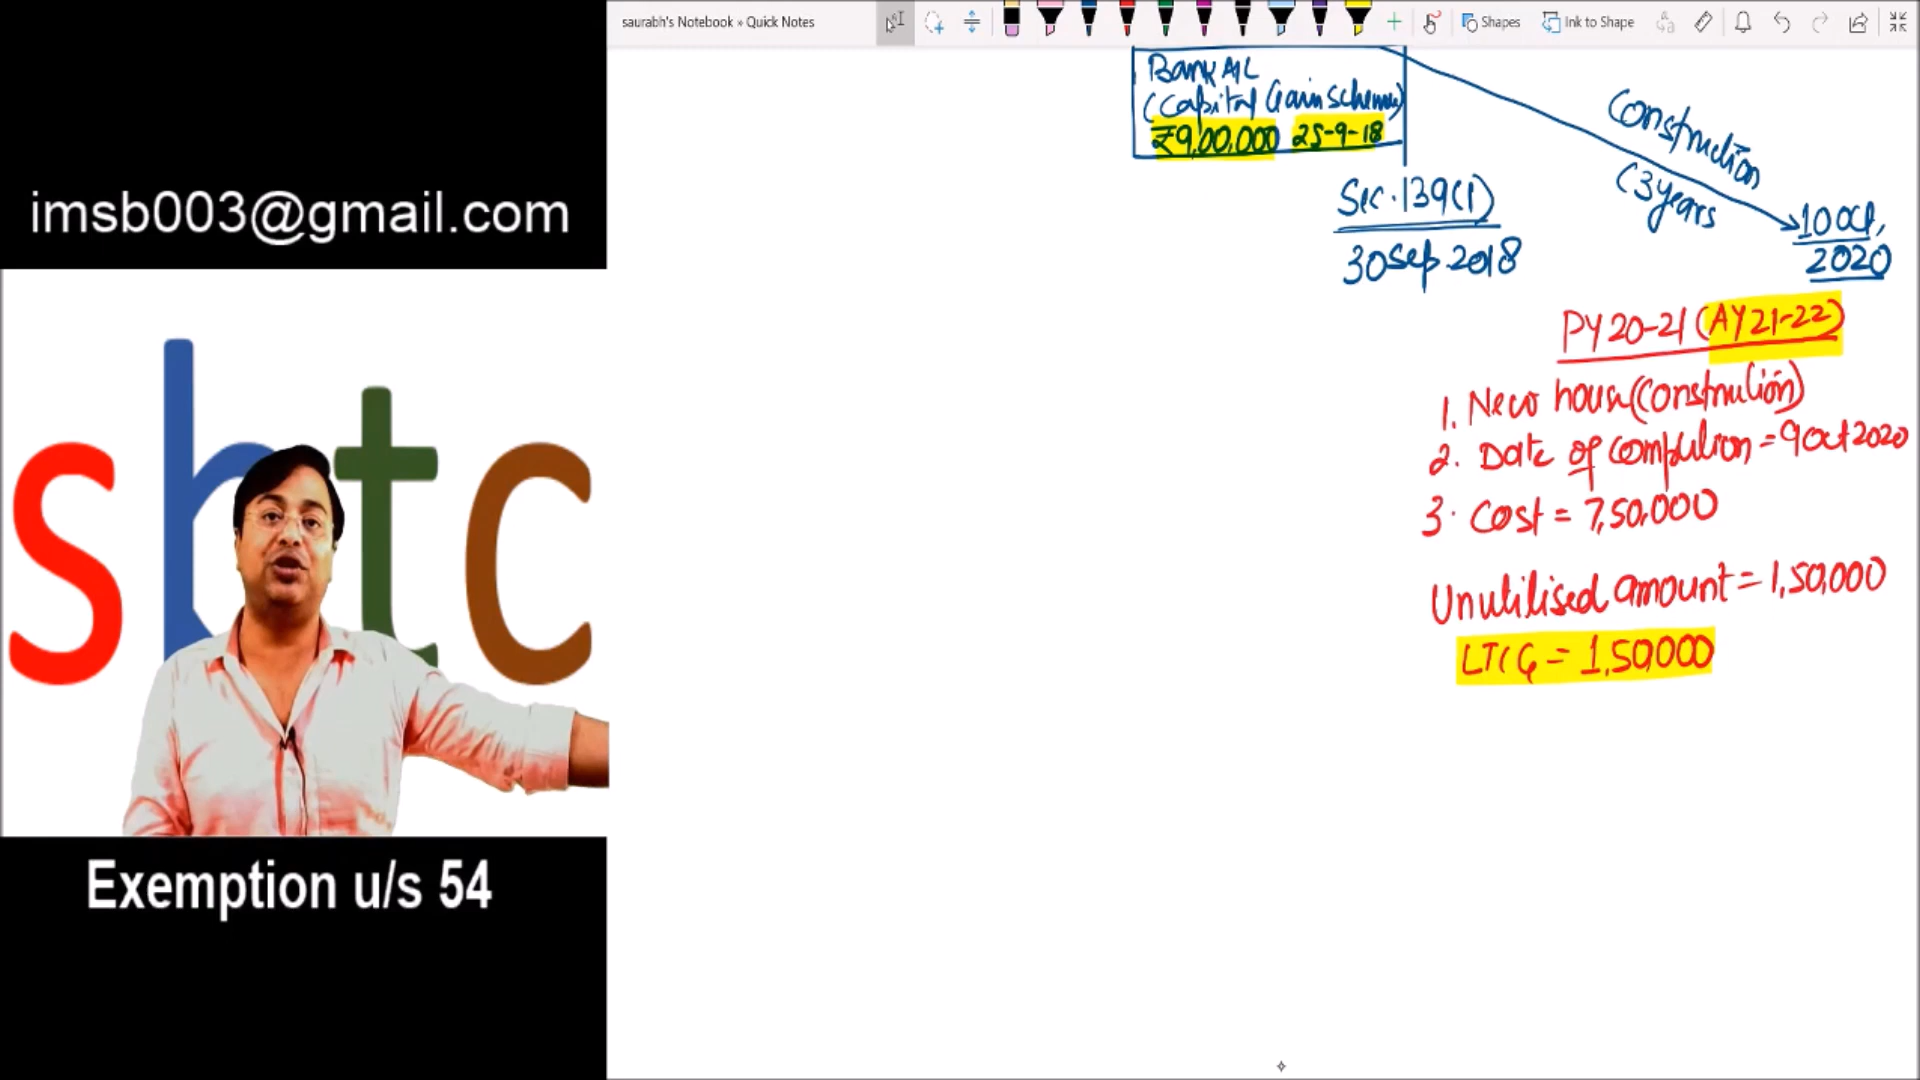 saurabh's Notebook » Quick Notes
Shapes
Ink to Shape
imsb003@gmail.com
sbtc
Exemption u/s 54
Bank A/c
(Capital Gain Scheme)
₹9,00,000 25-9-18
Construction
(3 years
Sec. 139(1)
30 Sep. 2018
10 Oct,
2020
PY 20-21 (AY 21-22)
1. New house (Construction)
2. Date of completion = 9 Oct 2020
3. Cost = 7,50,000
Unutilised amount = 1,50,000
LTCG = 1,50,000